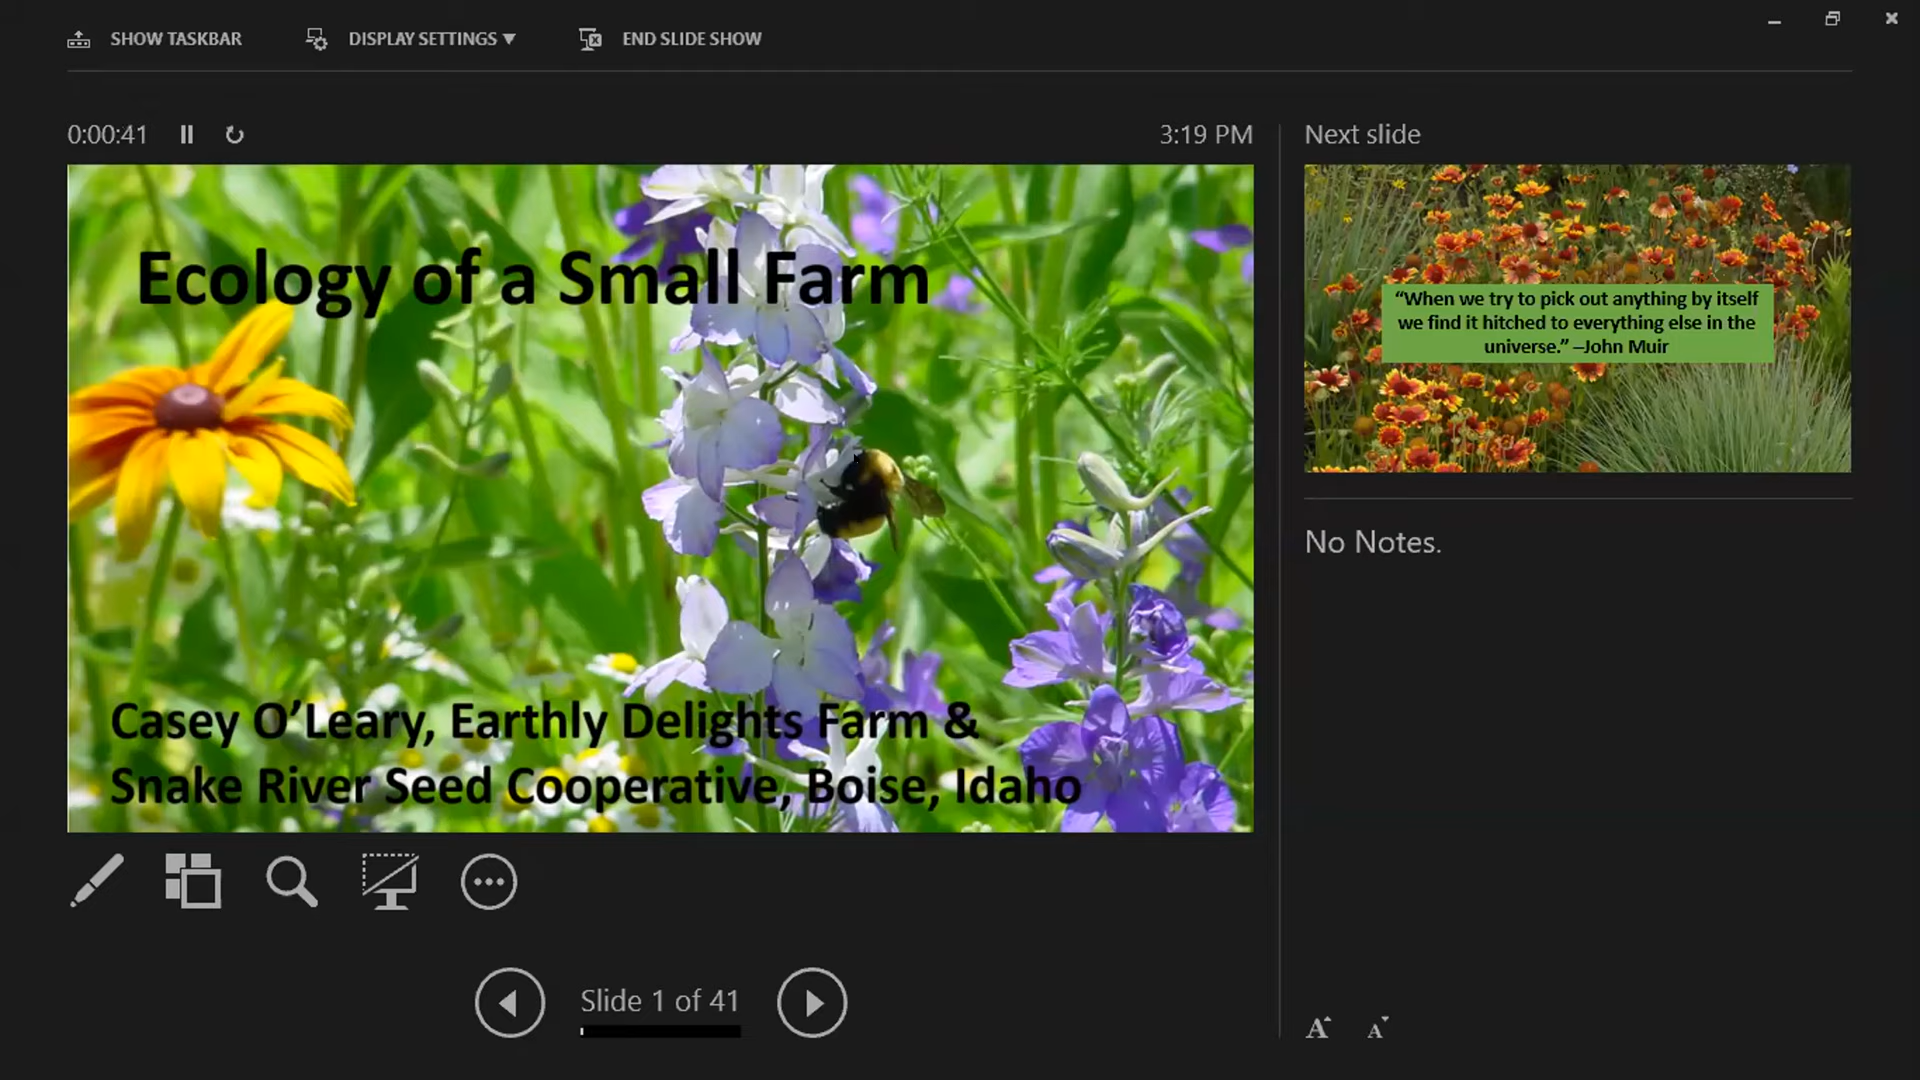 SHOW TASKBAR
DISPLAY SETTINGS ▼
END SLIDE SHOW
0:00:41
3:19 PM
Next slide
Ecology of a Small Farm
Casey O’Leary, Earthly Delights Farm &
Snake River Seed Cooperative, Boise, Idaho
“When we try to pick out anything by itself
we find it hitched to everything else in the
universe.” –John Muir
No Notes.
Slide 1 of 41
A A